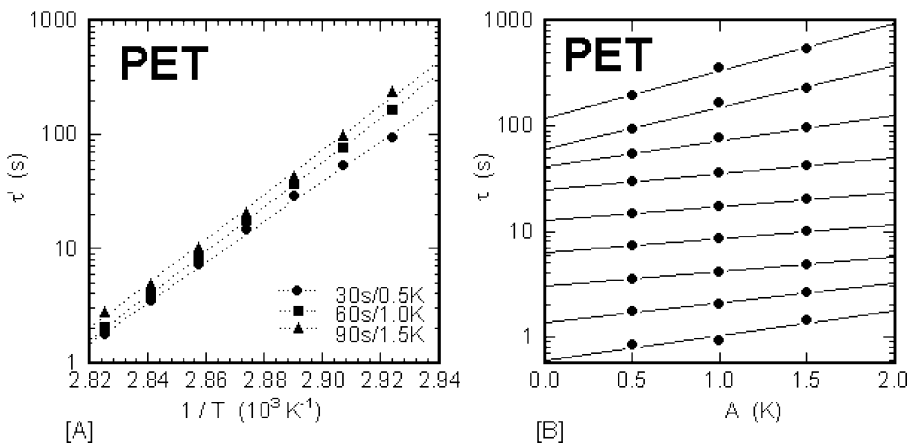 PET
1000
100
10
1
τ' (s)
30s/0.5K
60s/1.0K
90s/1.5K
2.82 2.84 2.86 2.88 2.90 2.92 2.94
1 / T (10³ K⁻¹)
[A]
PET
1000
100
10
1
τ (s)
0.0 0.5 1.0 1.5 2.0
A (K)
[B]